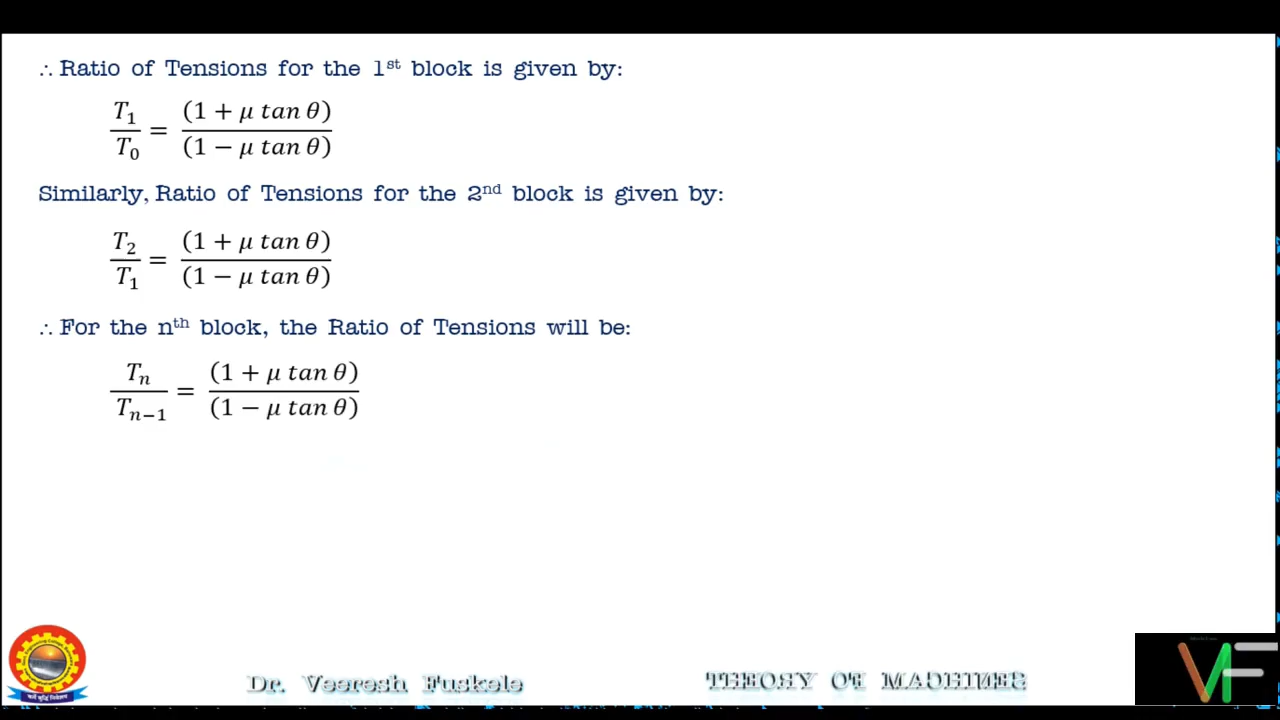 ∴ Ratio of Tensions for the 1st block is given by:
T₁/T₀ = (1 + μ tan θ)/(1 − μ tan θ)
Similarly, Ratio of Tensions for the 2nd block is given by:
T₂/T₁ = (1 + μ tan θ)/(1 − μ tan θ)
∴ For the nth block, the Ratio of Tensions will be:
Tₙ/Tₙ₋₁ = (1 + μ tan θ)/(1 − μ tan θ)
Dr. Veeresh Fuskele
THEORY OF MACHINES
VF